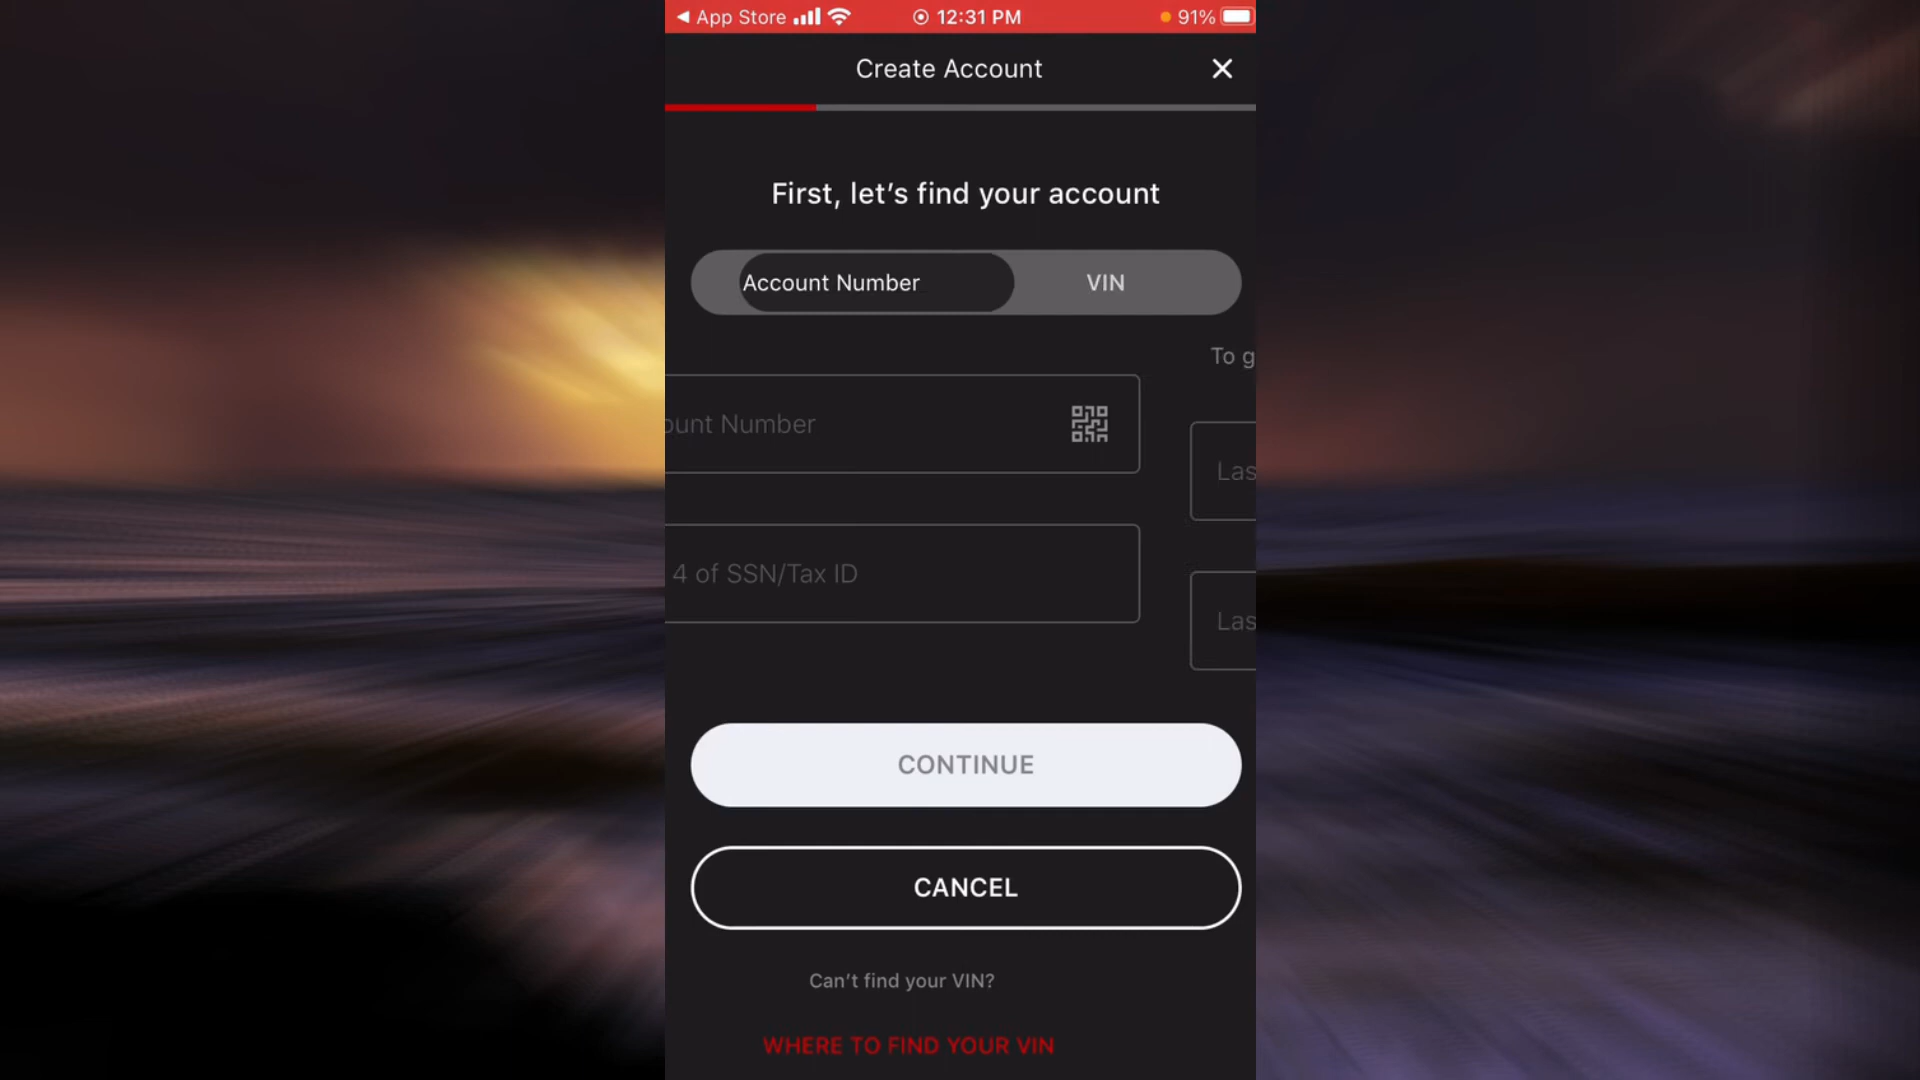 App Store 12:31 PM 91%
Create Account
First, let's find your account
Account Number VIN
To g
ount Number
Las
4 of SSN/Tax ID
Las
CONTINUE
CANCEL
Can't find your VIN?
WHERE TO FIND YOUR VIN